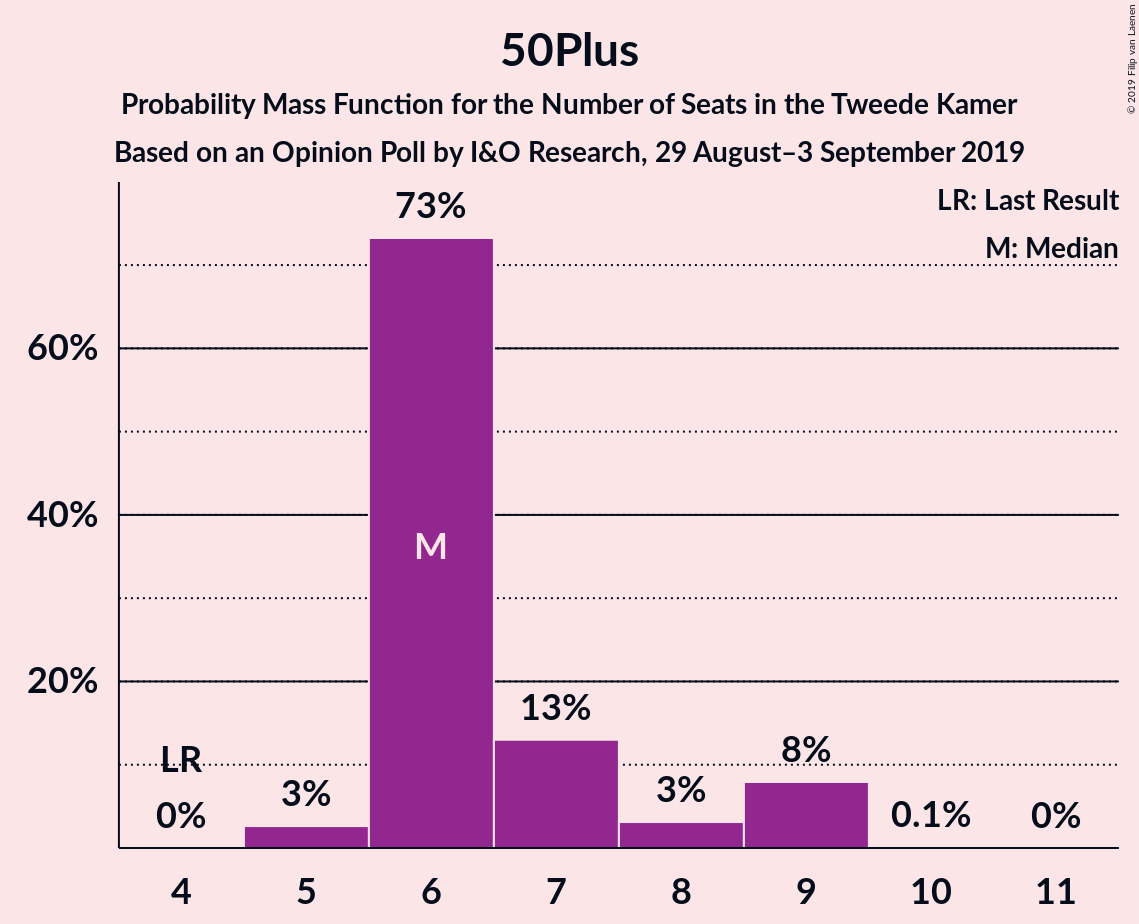 50Plus
Probability Mass Function for the Number of Seats in the Tweede Kamer
Based on an Opinion Poll by I&O Research, 29 August–3 September 2019
© 2019 Filip van Laenen
LR: Last Result
M: Median
73%
60%
40%
M
20%
13%
LR
8%
3%
3%
0%
0.1%
0%
4 5 6 7 8 9 10 11